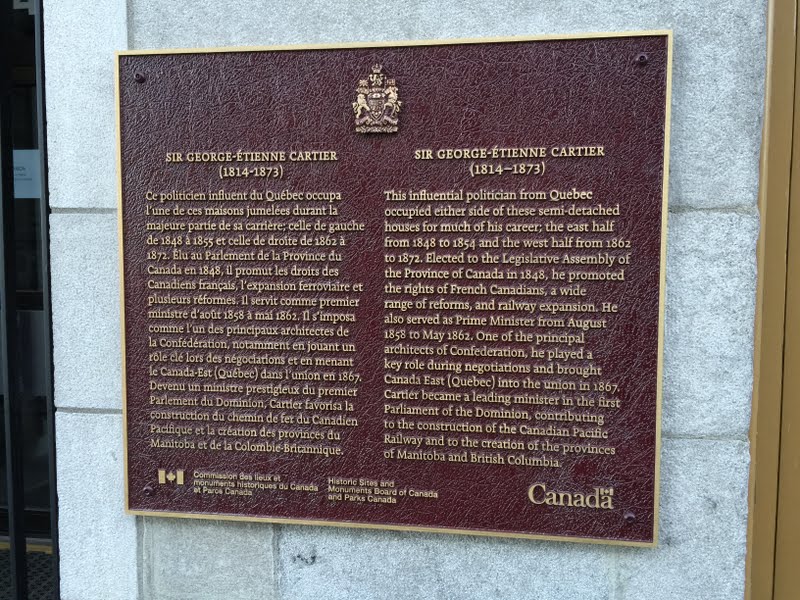 SIR GEORGE-ÉTIENNE CARTIER
(1814-1873)
Ce politicien influent du Québec occupa
l'une de ces maisons jumelées durant la
majeure partie de sa carrière; celle de gauche
de 1848 à 1855 et celle de droite de 1862 à
1872. Élu au Parlement de la Province du
Canada en 1848, il promut les droits des
Canadiens français, l'expansion ferroviaire et
plusieurs réformes. Il servit comme premier
ministre d'août 1858 à mai 1862. Il s'imposa
comme l'un des principaux architectes de
la Confédération, notamment en jouant un
rôle clé lors des négociations et en menant
le Canada-Est (Québec) dans l'union en 1867.
Devenu un ministre prestigieux du premier
Parlement du Dominion, Cartier favorisa la
construction du chemin de fer du Canadien
Pacifique et la création des provinces du
Manitoba et de la Colombie-Britannique.
SIR GEORGE-ÉTIENNE CARTIER
(1814–1873)
This influential politician from Quebec
occupied either side of these semi-detached
houses for much of his career; the east half
from 1848 to 1854 and the west half from 1862
to 1872. Elected to the Legislative Assembly of
the Province of Canada in 1848, he promoted
the rights of French Canadians, a wide
range of reforms, and railway expansion. He
also served as Prime Minister from August
1858 to May 1862. One of the principal
architects of Confederation, he played a
key role during negotiations and brought
Canada East (Quebec) into the union in 1867.
Cartier became a leading minister in the first
Parliament of the Dominion, contributing
to the construction of the Canadian Pacific
Railway and to the creation of the provinces
of Manitoba and British Columbia.
Commission des lieux et
monuments historiques du Canada
et Parcs Canada
Historic Sites and
Monuments Board of Canada
and Parks Canada
Canada